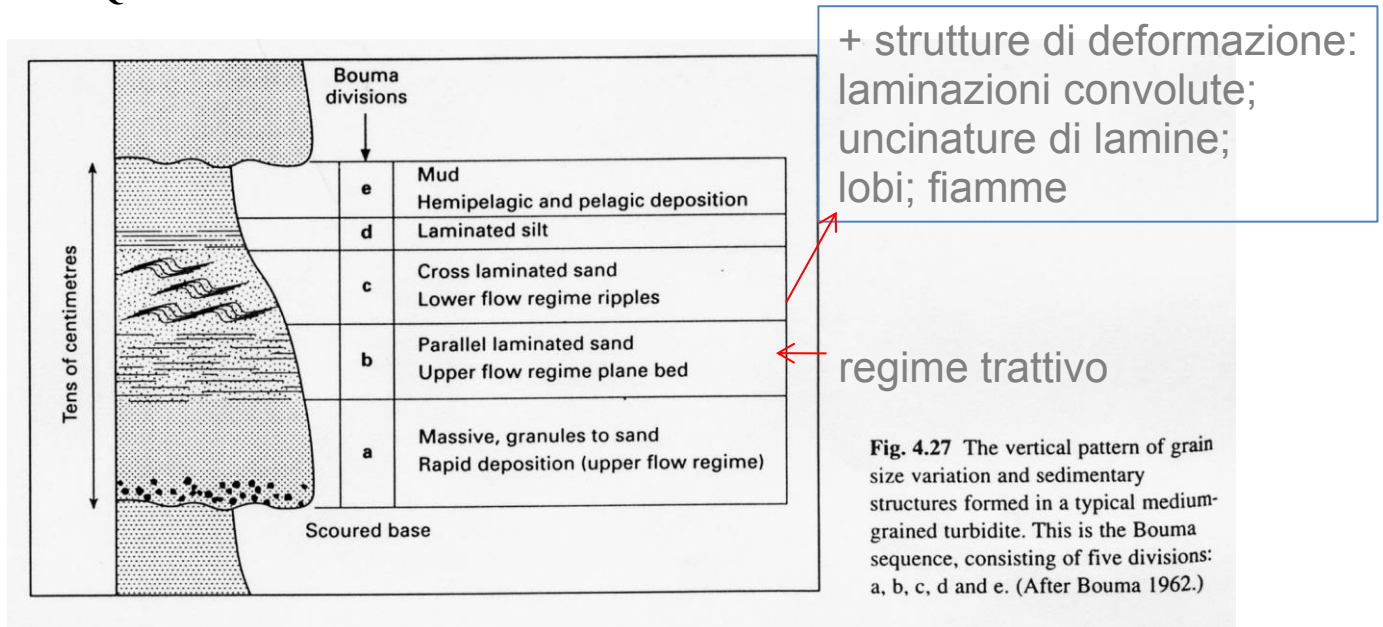 + strutture di deformazione:
laminazioni convolute;
uncinature di lamine;
lobi; fiamme
Bouma
divisions
Tens of centimetres
e
Mud
Hemipelagic and pelagic deposition
d
Laminated silt
c
Cross laminated sand
Lower flow regime ripples
b
Parallel laminated sand
Upper flow regime plane bed
a
Massive, granules to sand
Rapid deposition (upper flow regime)
Scoured base
regime trattivo
Fig. 4.27 The vertical pattern of grain
size variation and sedimentary
structures formed in a typical medium-
grained turbidite. This is the Bouma
sequence, consisting of five divisions:
a, b, c, d and e. (After Bouma 1962.)